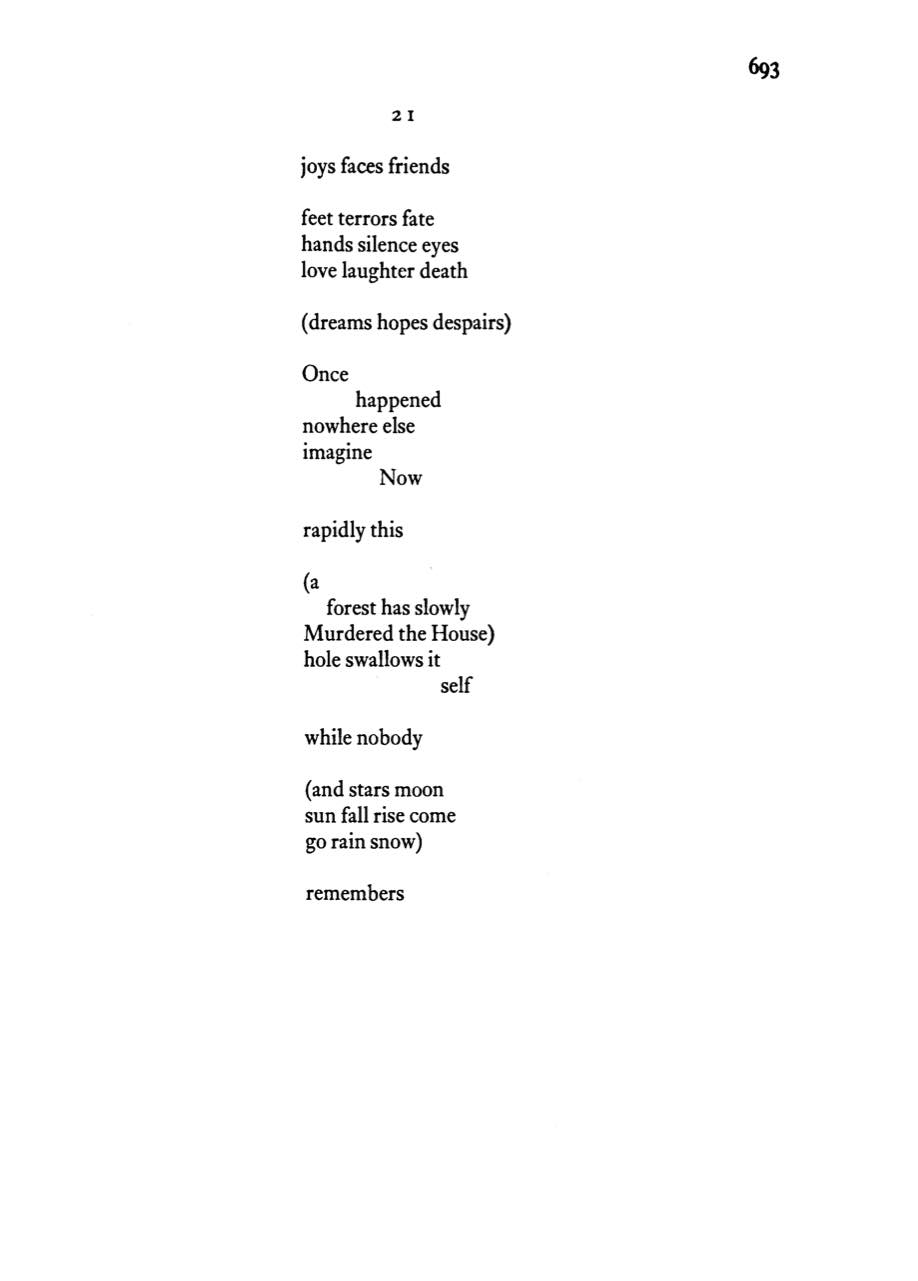 693
21
joys faces friends
feet terrors fate
hands silence eyes
love laughter death
(dreams hopes despairs)
Once
happened
nowhere else
imagine
Now
rapidly this
(a
forest has slowly
Murdered the House)
hole swallows it
self
while nobody
(and stars moon
sun fall rise come
go rain snow)
remembers